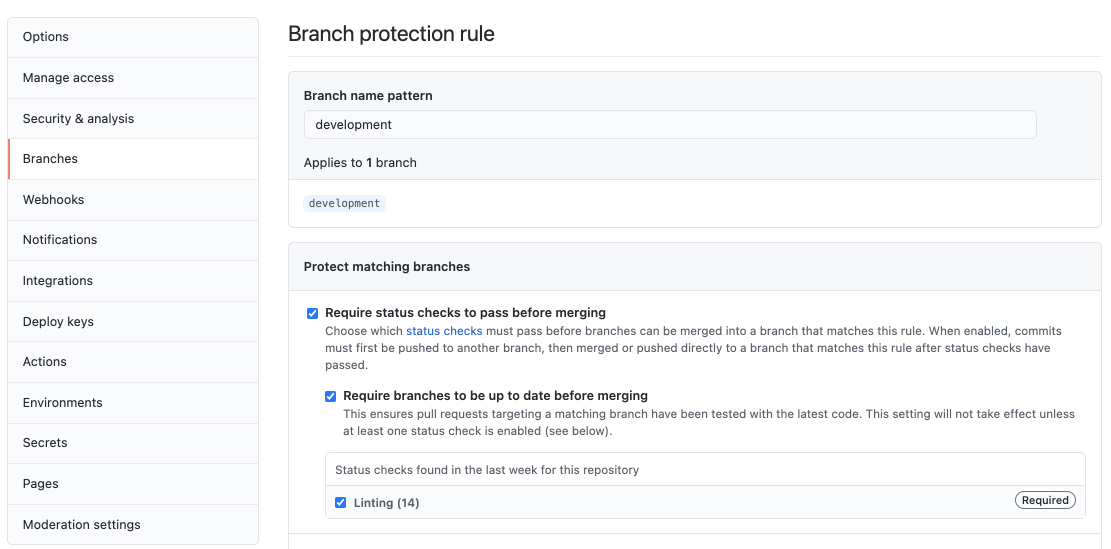 Options
Manage access
Security & analysis
Branches
Webhooks
Notifications
Integrations
Deploy keys
Actions
Environments
Secrets
Pages
Moderation settings
Branch protection rule
Branch name pattern
development
Applies to 1 branch
development
Protect matching branches
Require status checks to pass before merging
Choose which status checks must pass before branches can be merged into a branch that matches this rule. When enabled, commits
must first be pushed to another branch, then merged or pushed directly to a branch that matches this rule after status checks have
passed.
Require branches to be up to date before merging
This ensures pull requests targeting a matching branch have been tested with the latest code. This setting will not take effect unless
at least one status check is enabled (see below).
Status checks found in the last week for this repository
Linting (14) Required